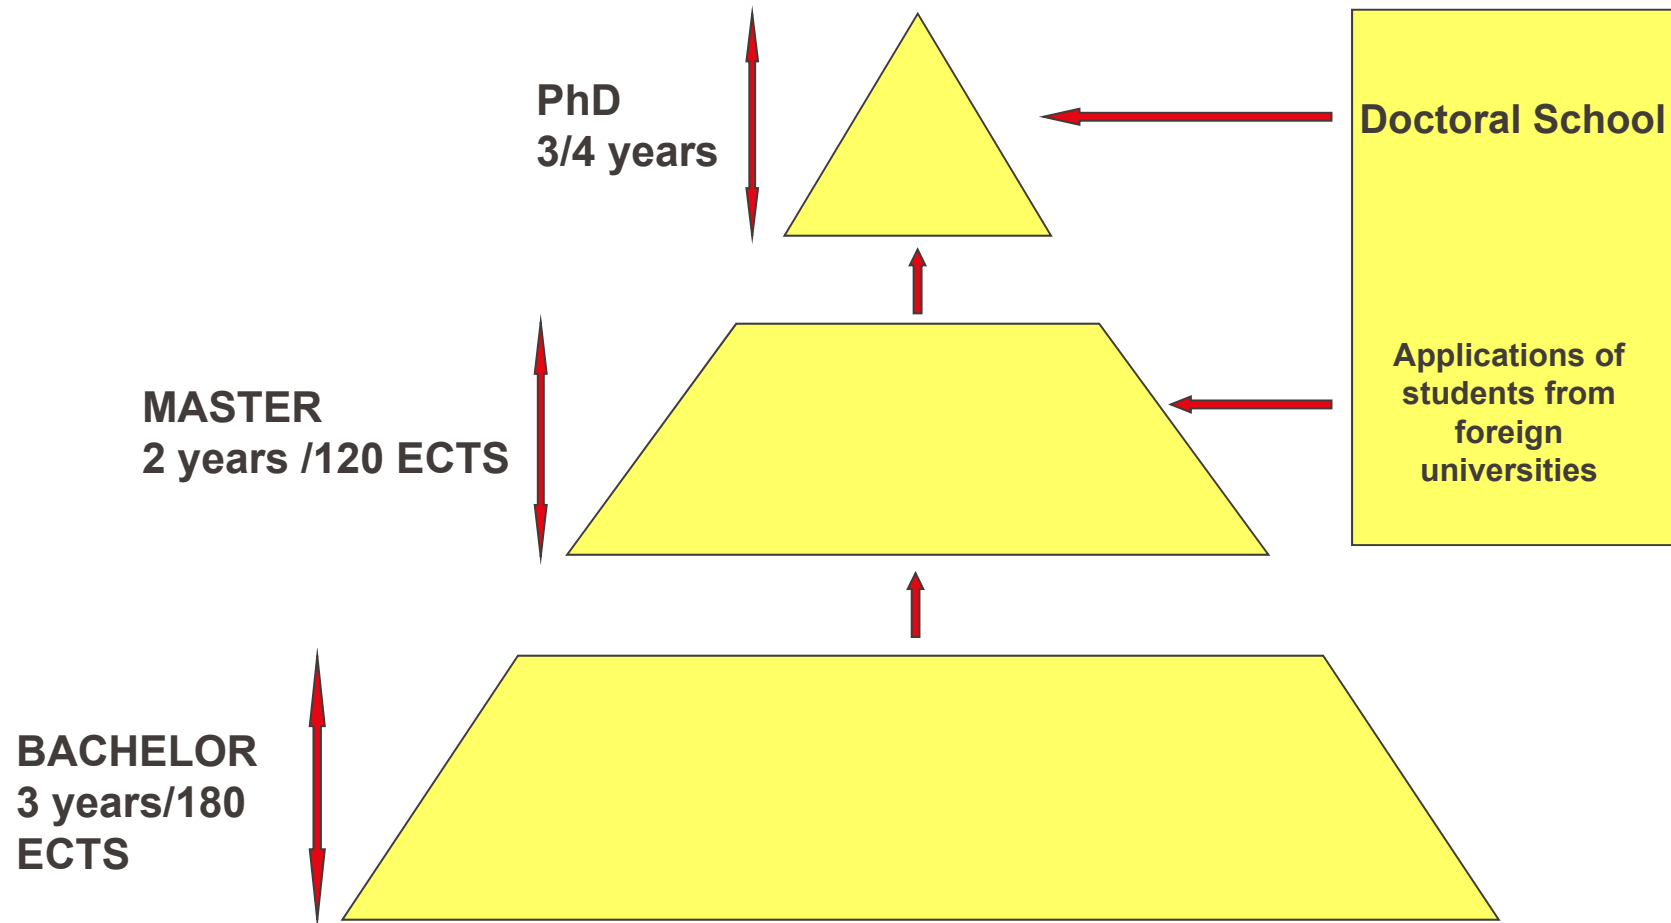 PhD
3/4 years
Doctoral School
MASTER
2 years /120 ECTS
Applications of
students from
foreign
universities
BACHELOR
3 years/180
ECTS